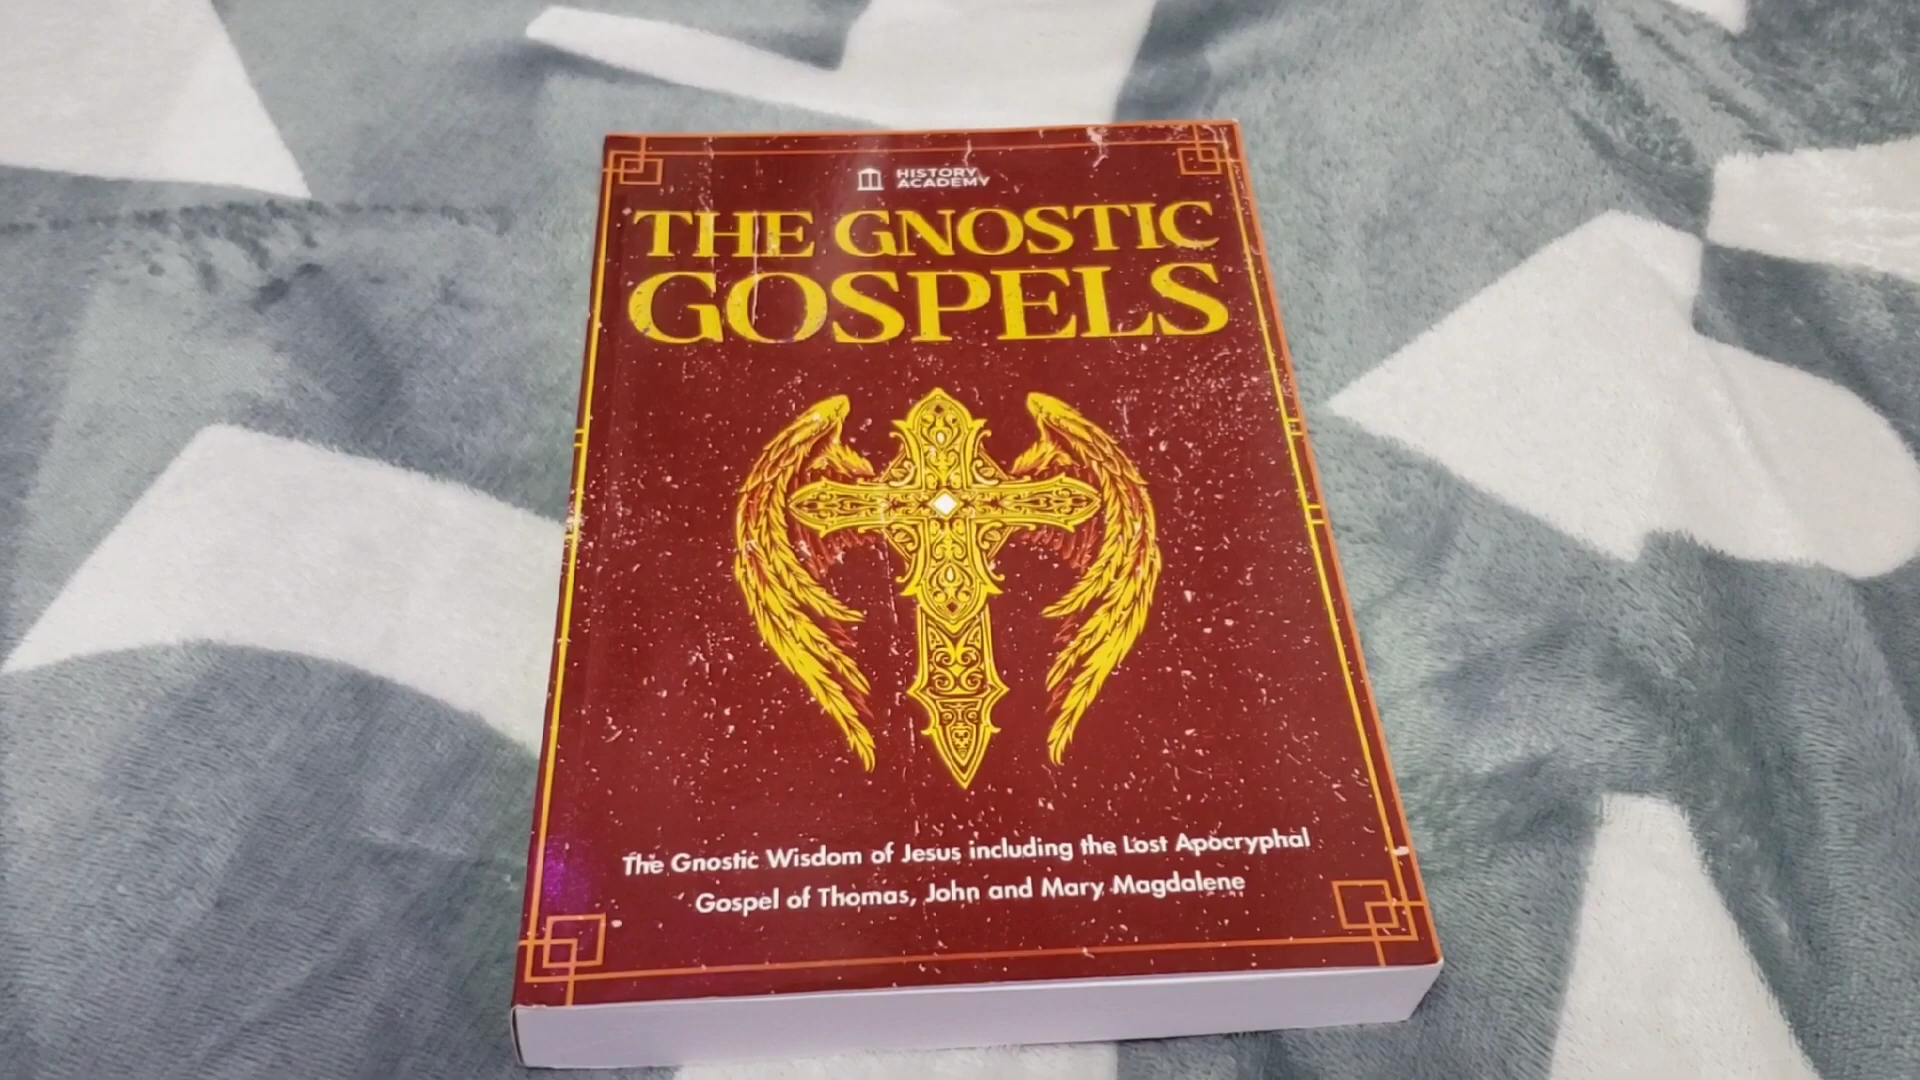 HISTORY
ACADEMY
THE GNOSTIC
GOSPELS
The Gnostic Wisdom of Jesus including the Lost Apocryphal
Gospel of Thomas, John and Mary Magdalene